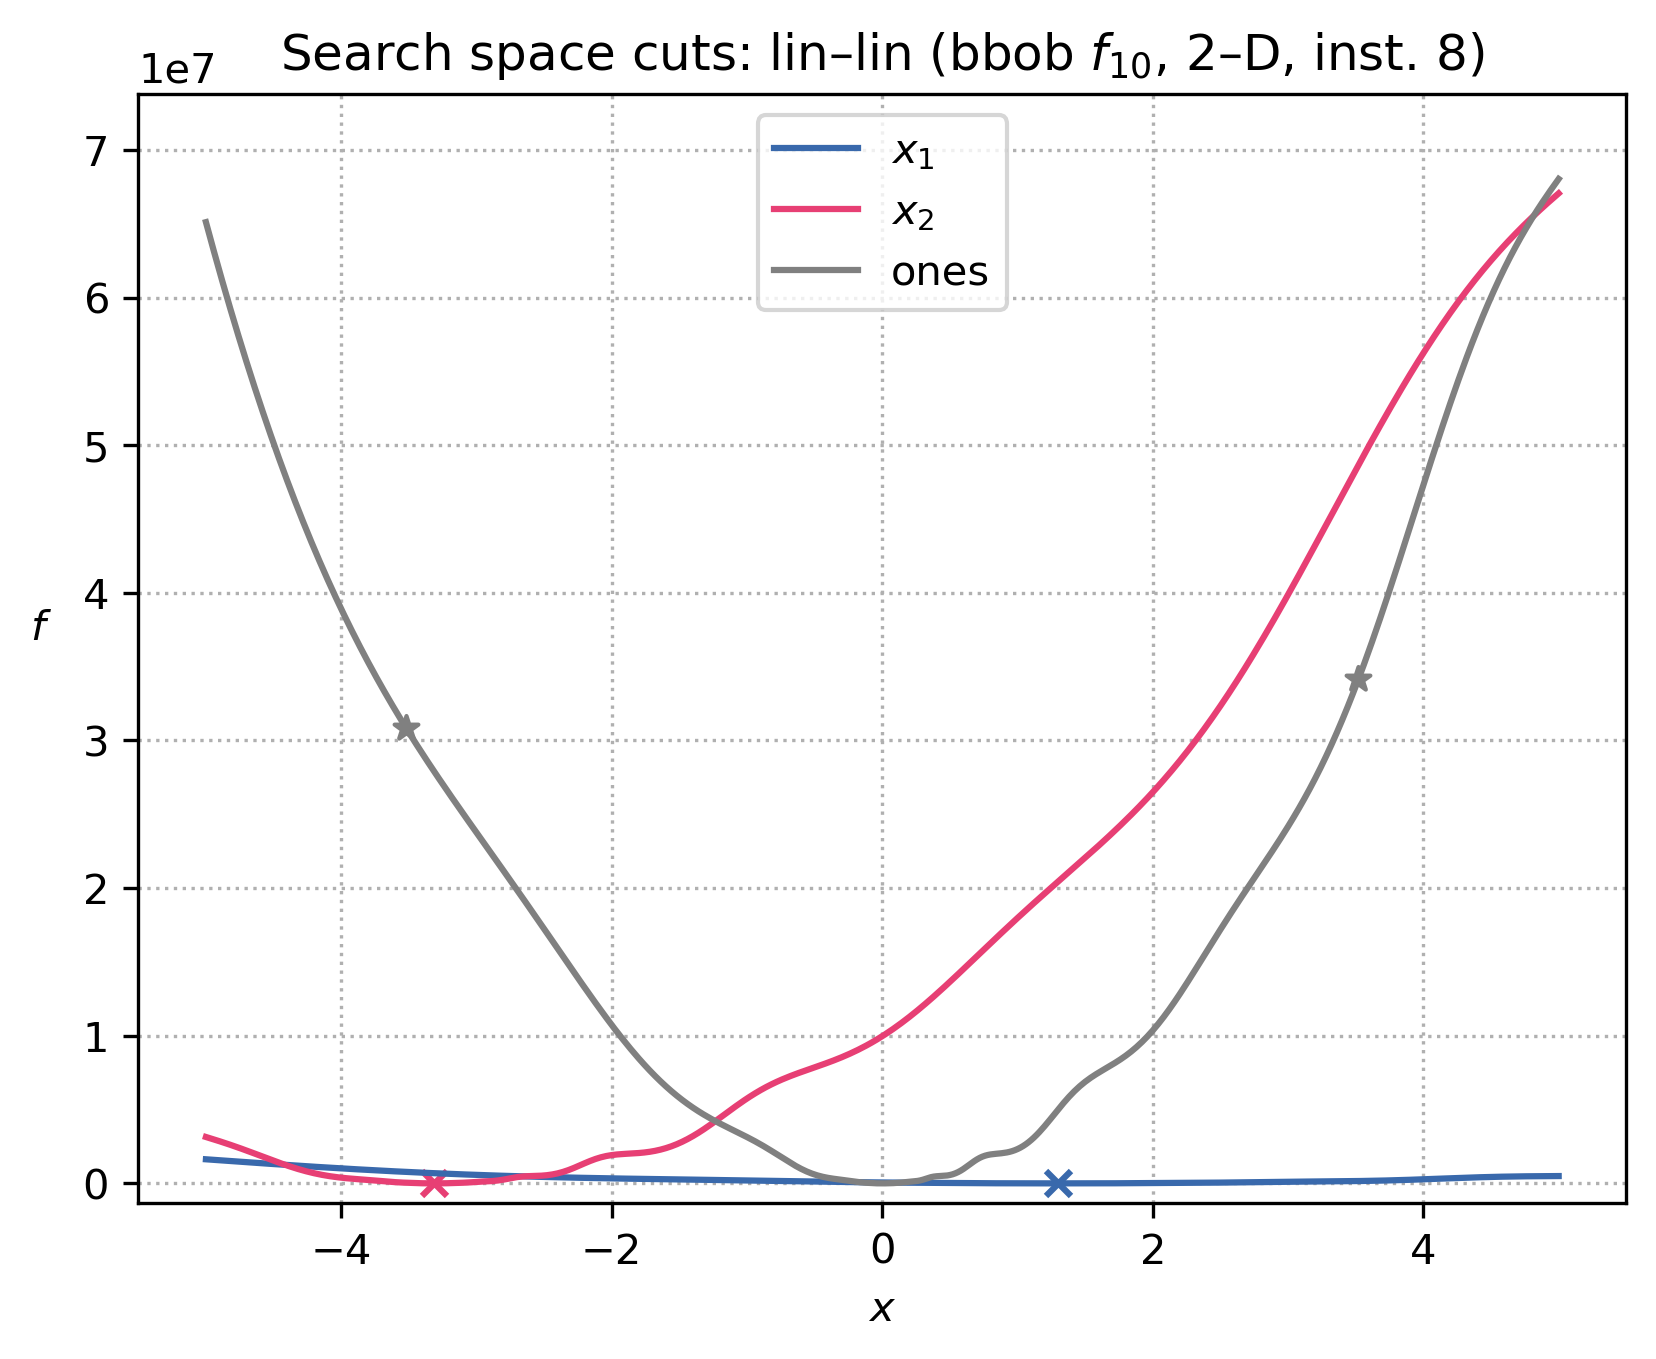 Search space cuts: lin–lin (bbob f₁₀, 2–D, inst. 8)
1e7
x₁
x₂
ones
7
6
5
4
3
2
1
0
f
−4
−2
0
2
4
x